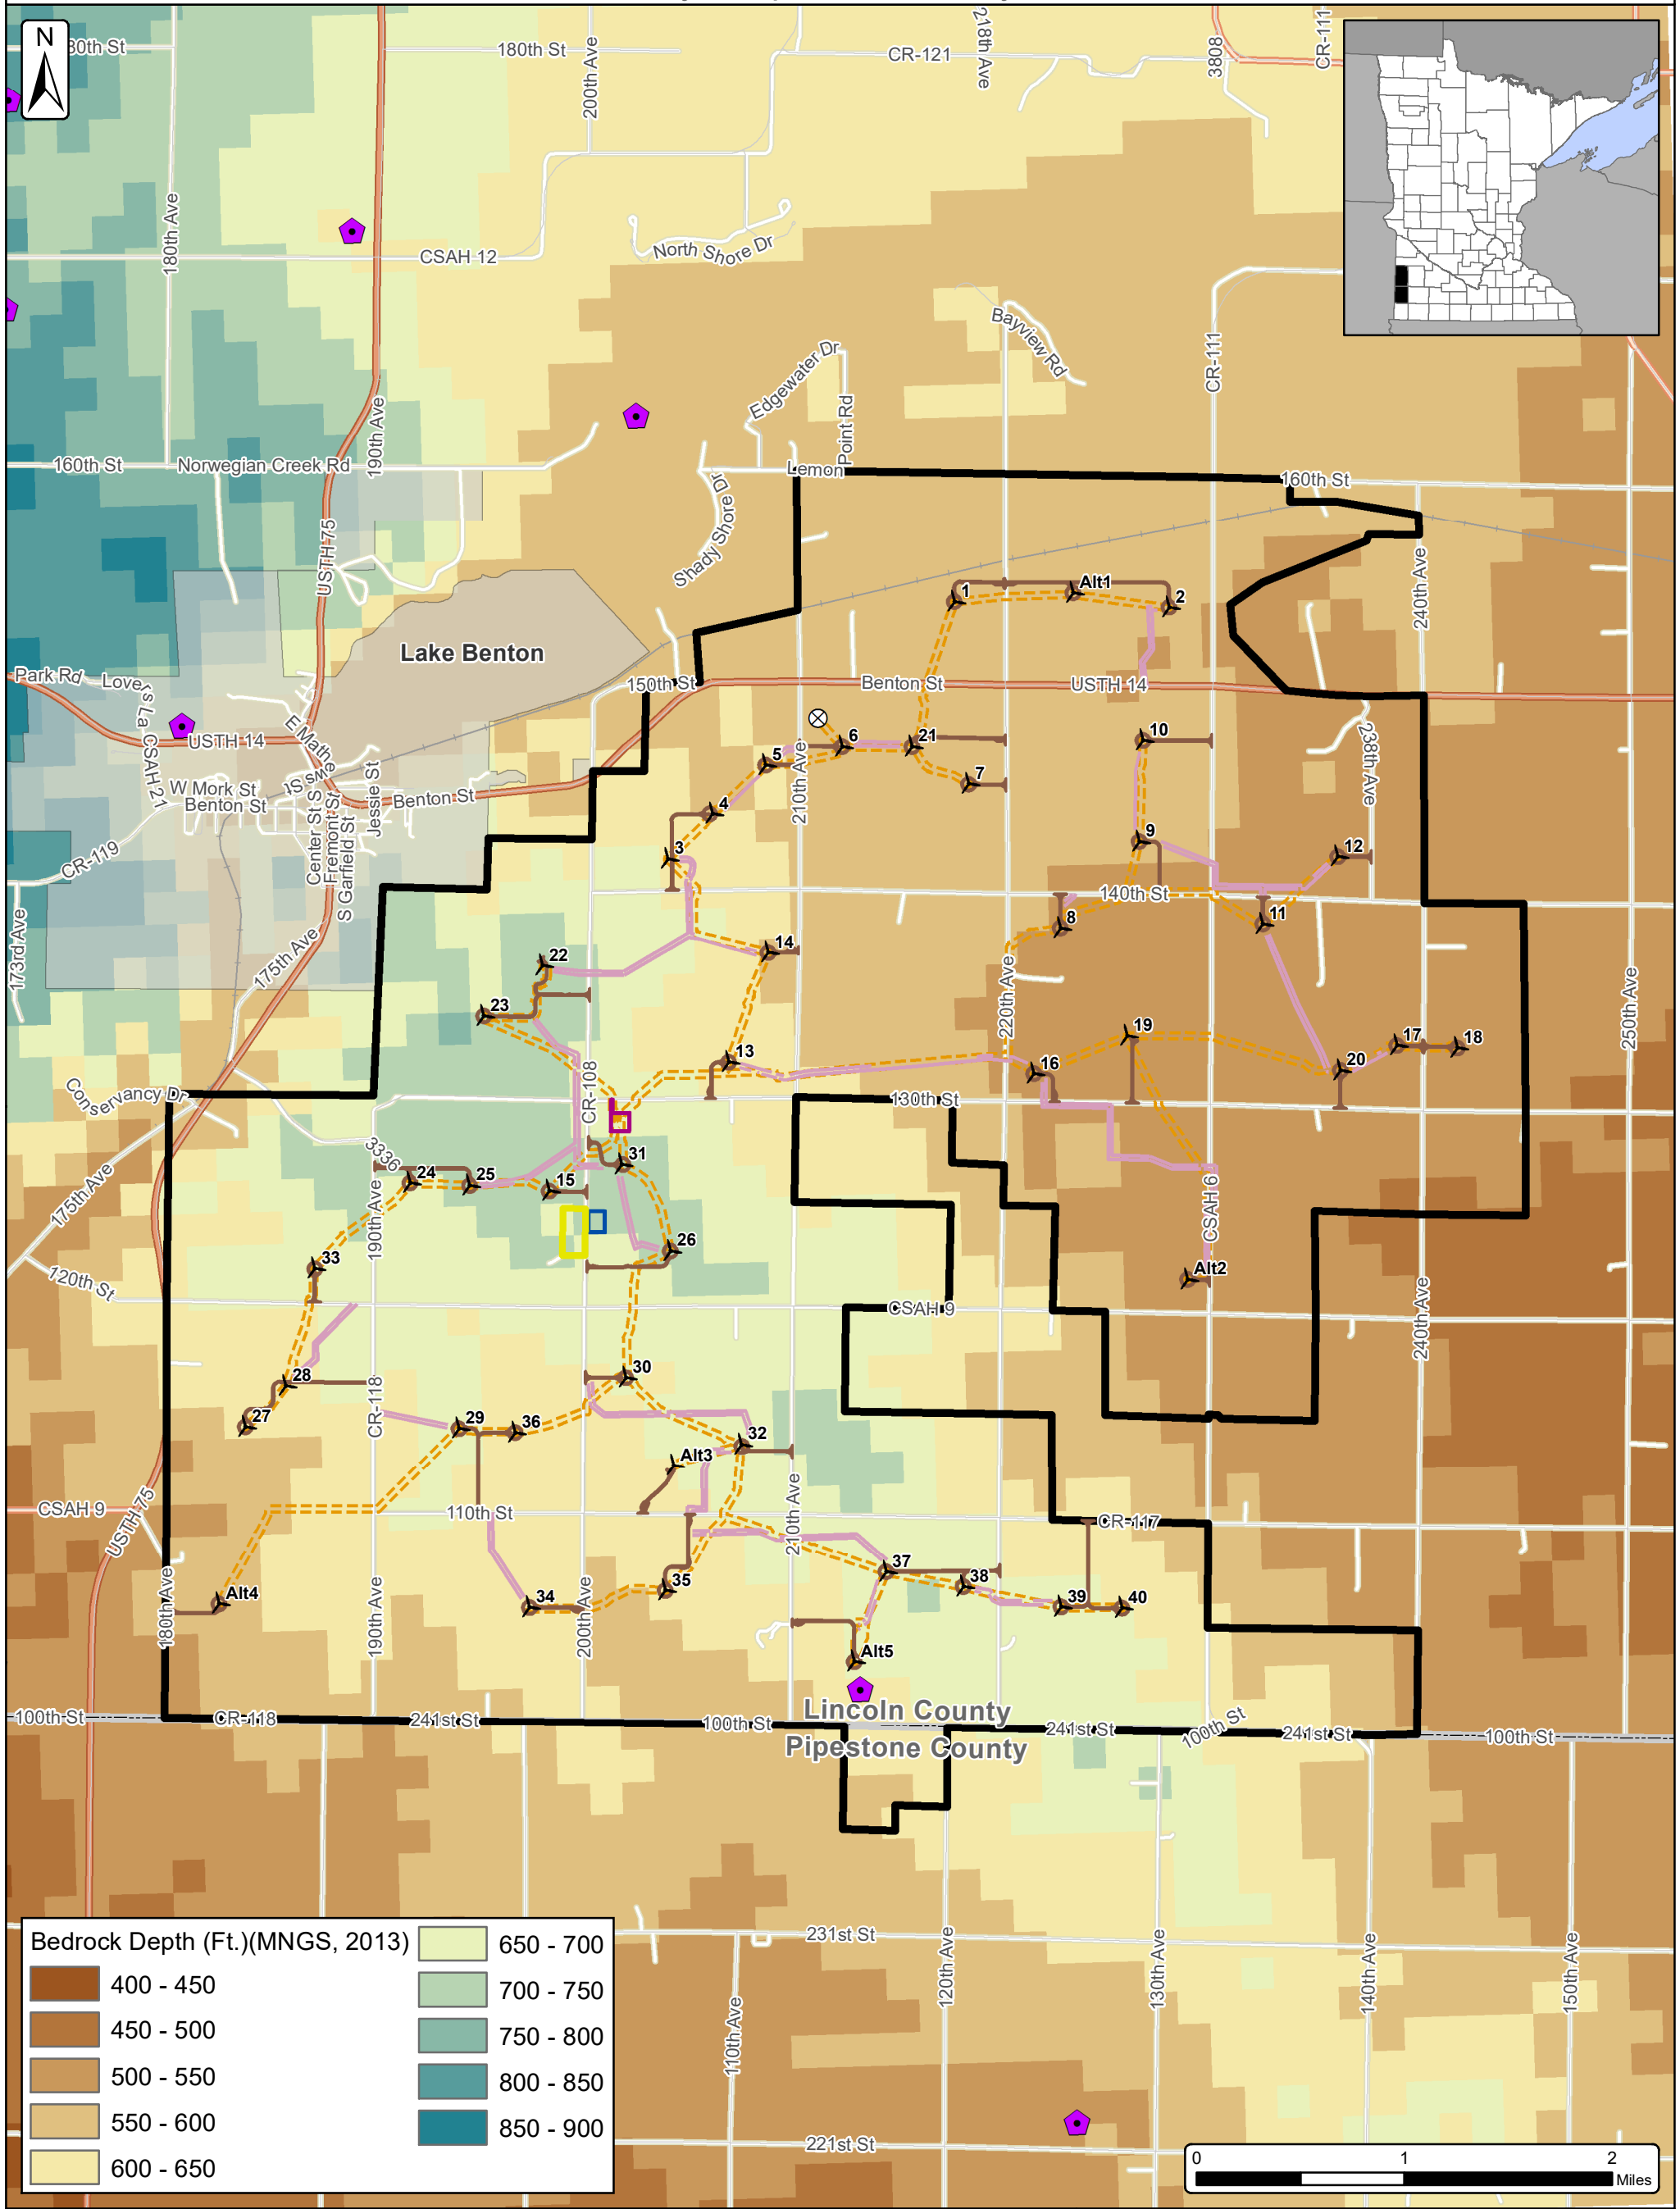 N
80th St
180th St
200th Ave
218th Ave
CR-121
3808
CR-111
180th Ave
CSAH 12
North Shore Dr
Bayview Rd
CR-111
Edgewater Dr
Point Rd
190th Ave
160th St
Norwegian Creek Rd
Lemon
160th St
Shady Shore Dr
USTH 75
240th Ave
1
Alt1
2
Lake Benton
Park Rd
Lovers La
150th St
Benton St
USTH 14
CSAH 21
USTH 14
E Mathews St
238th Ave
10
6
21
5
7
210th Ave
W Mork St
Benton St
Jessie St
Benton St
4
Center St S
Fremont St
S Garfield St
9
12
3
CR-119
140th St
8
11
173rd Ave
175th Ave
14
22
220th Ave
250th Ave
23
19
17
18
13
16
20
Conservancy Dr
CR-108
130th St
3336
31
24
25
15
175th Ave
190th Ave
CSAH 6
26
33
120th St
Alt2
CSAH 9
240th Ave
28
30
CR-118
27
29
36
32
Alt3
CSAH 9
USTH 75
110th St
210th Ave
CR-117
37
38
35
34
39
40
Alt4
180th Ave
190th Ave
200th Ave
Alt5
Lincoln County
100th St
CR-118
241st St
100th St
241st St
100th St
241st St
100th St
Pipestone County
231st St
110th Ave
120th Ave
130th Ave
140th Ave
150th Ave
221st St
Bedrock Depth (Ft.)(MNGS, 2013)
400 - 450
450 - 500
500 - 550
550 - 600
600 - 650
650 - 700
700 - 750
750 - 800
800 - 850
850 - 900
0 1 2
Miles